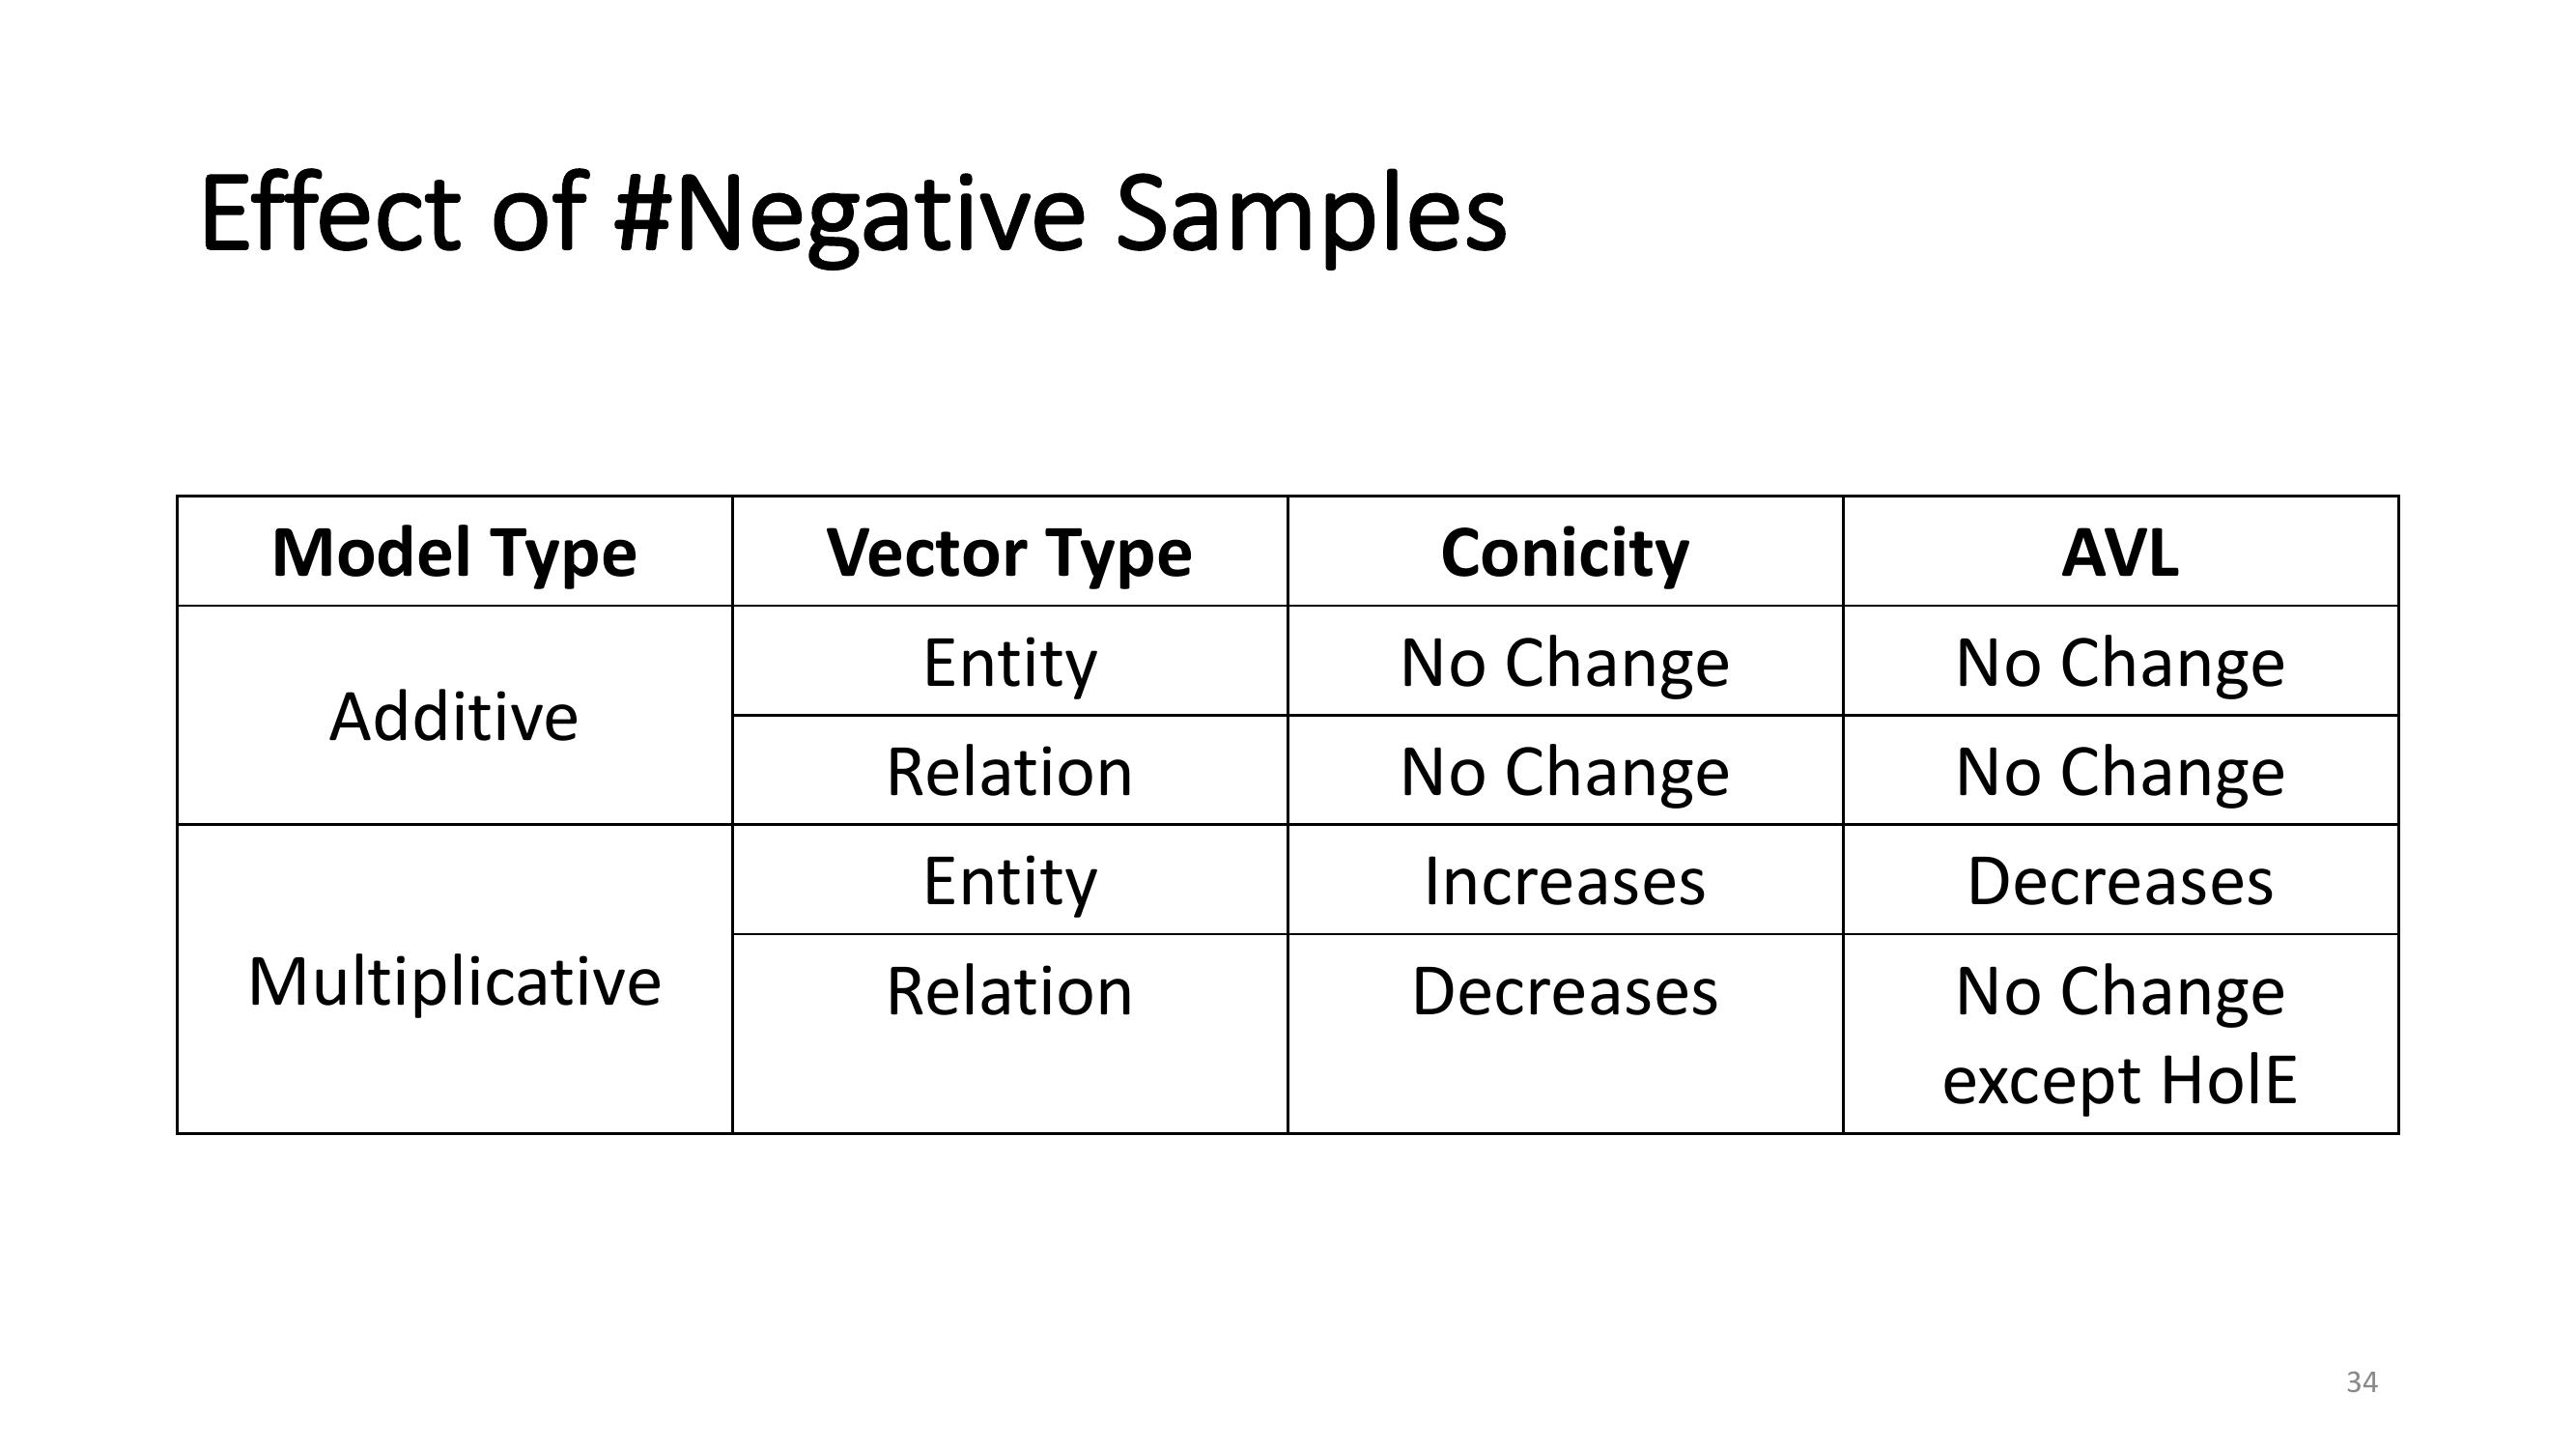 Effect of #Negative Samples
Model Type Vector Type Conicity AVL
Additive
Entity No Change No Change
Relation No Change No Change
Multiplicative
Entity Increases Decreases
Relation Decreases No Change
except HolE
34